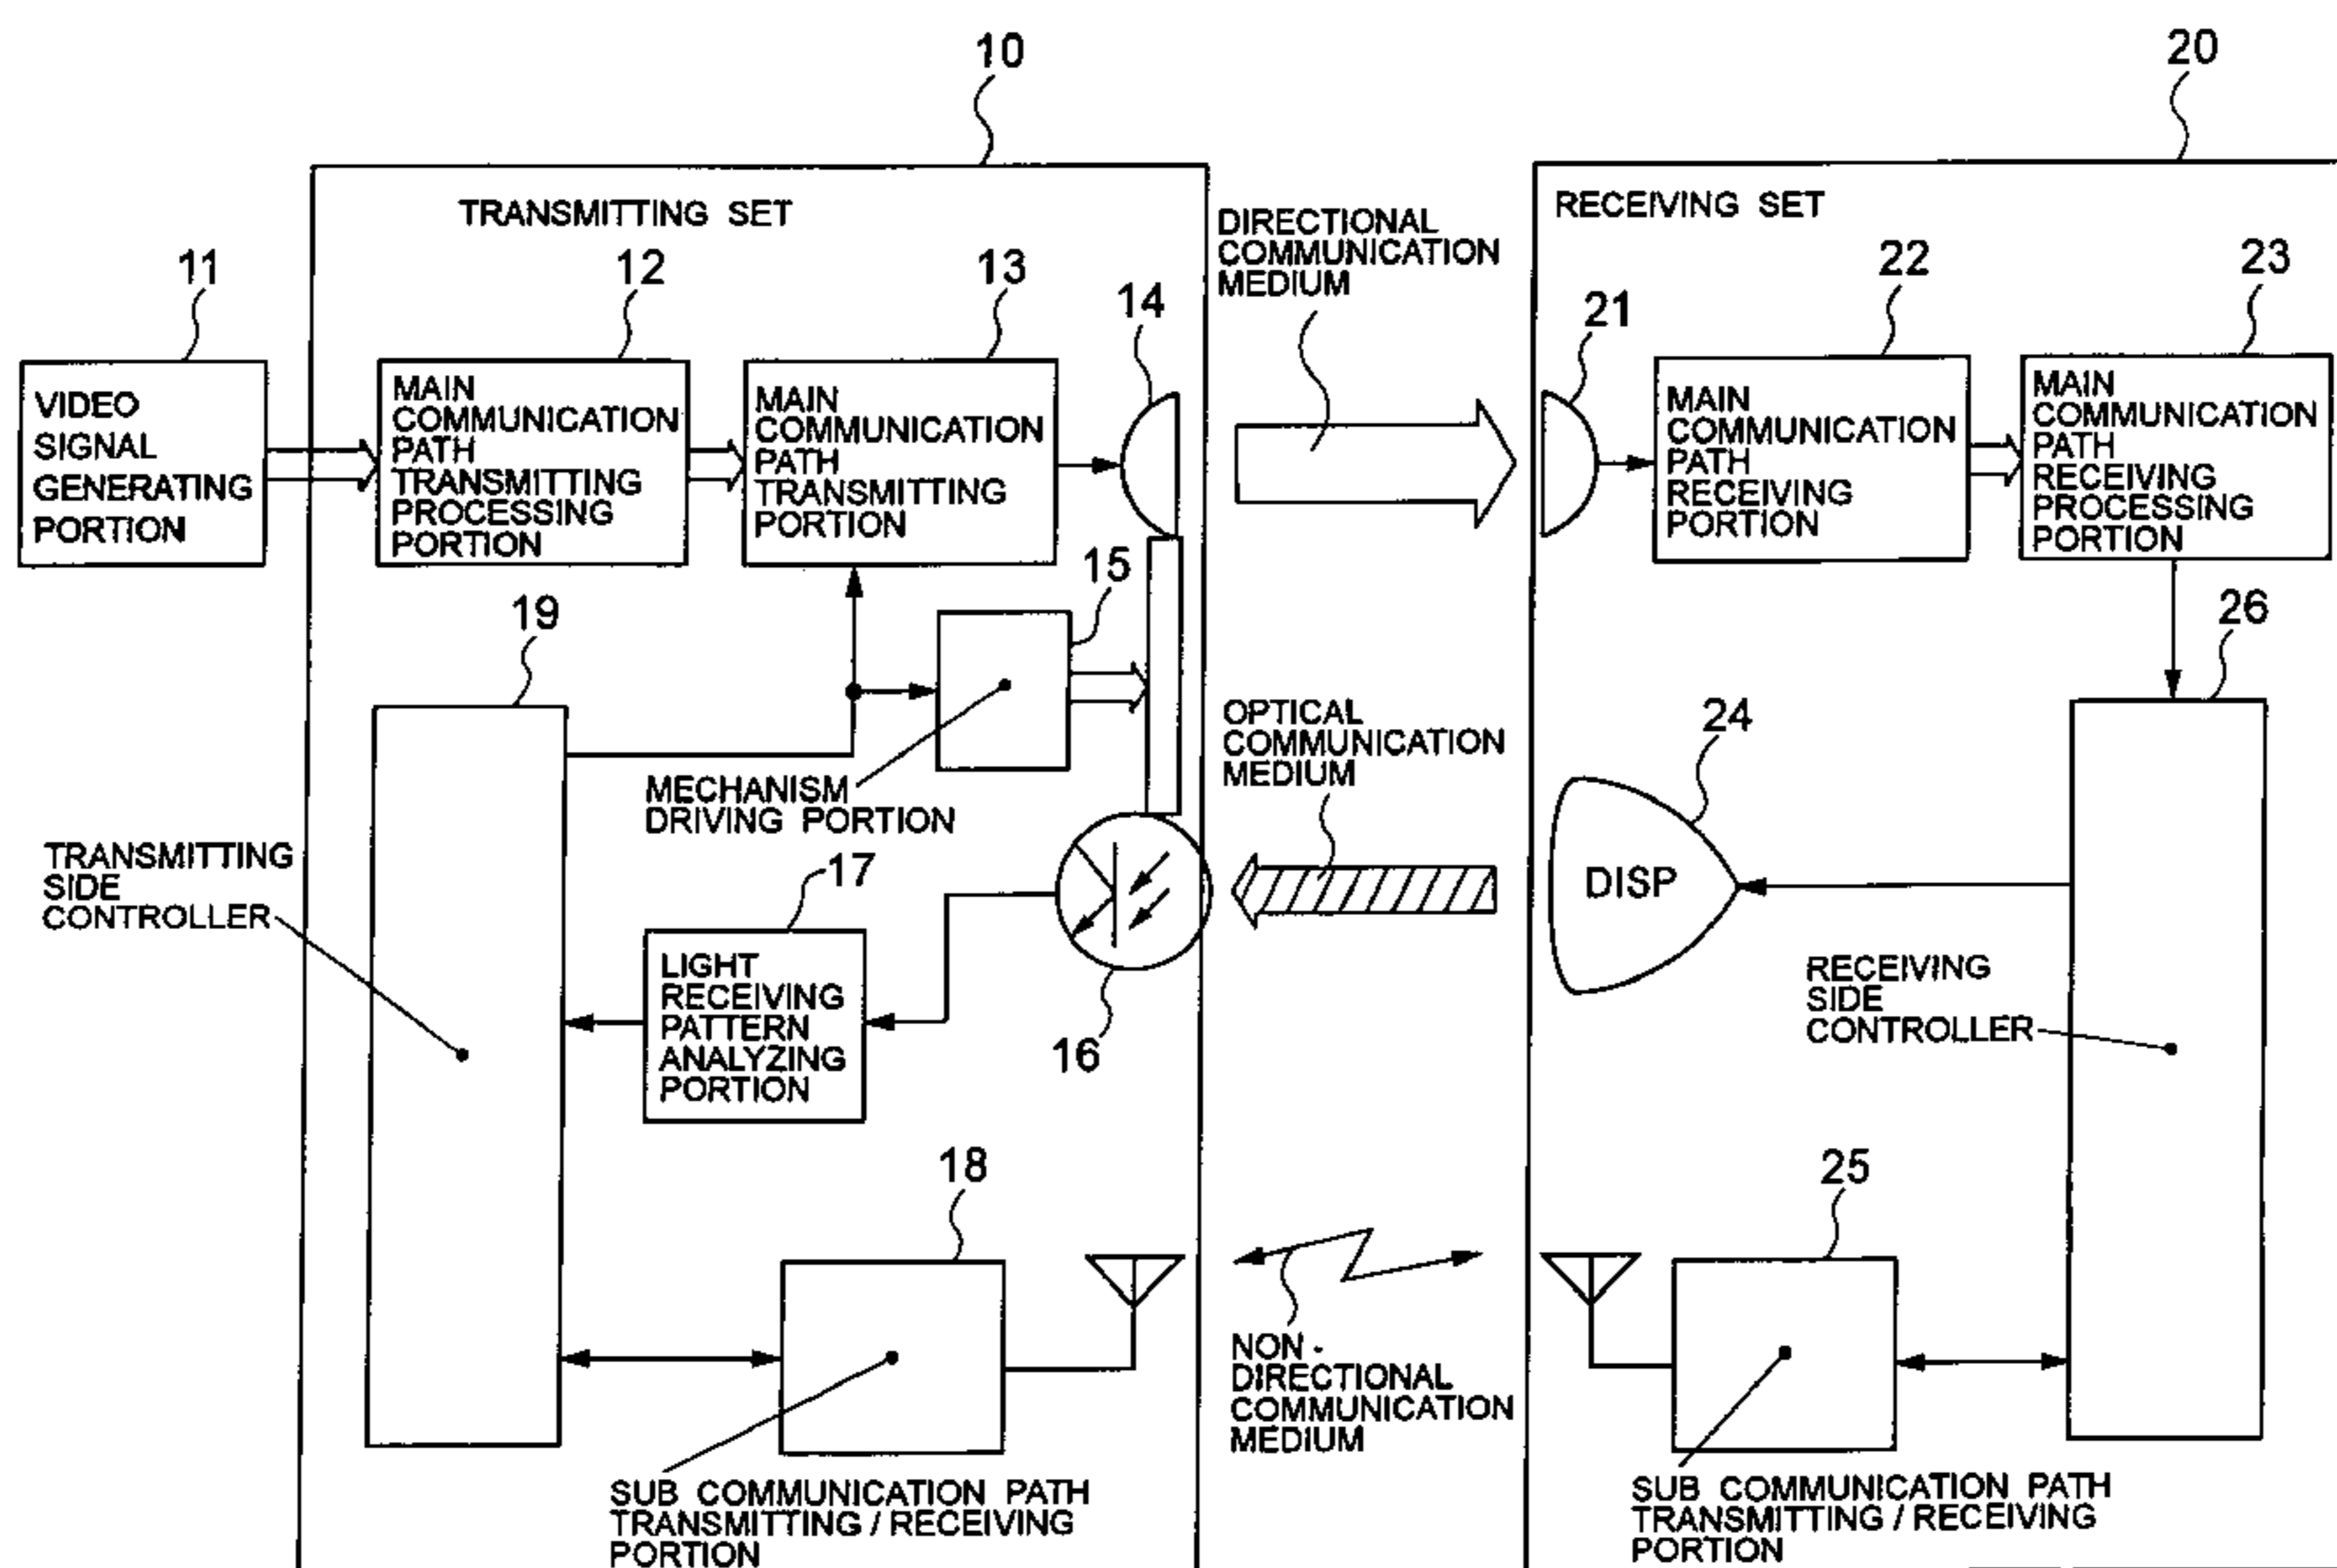 10
20
TRANSMITTING SET
RECEIVING SET
DIRECTIONAL
COMMUNICATION
MEDIUM
11
12
13
14
21
22
23
VIDEO
SIGNAL
GENERATING
PORTION
MAIN
COMMUNICATION
PATH
TRANSMITTING
PROCESSING
PORTION
MAIN
COMMUNICATION
PATH
TRANSMITTING
PORTION
MAIN
COMMUNICATION
PATH
RECEIVING
PORTION
MAIN
COMMUNICATION
PATH
RECEIVING
PROCESSING
PORTION
15
19
26
MECHANISM
DRIVING PORTION
OPTICAL
COMMUNICATION
MEDIUM
24
TRANSMITTING
SIDE
CONTROLLER
17
LIGHT
RECEIVING
PATTERN
ANALYZING
PORTION
16
DISP
RECEIVING
SIDE
CONTROLLER
18
25
NON -
DIRECTIONAL
COMMUNICATION
MEDIUM
SUB COMMUNICATION PATH
TRANSMITTING / RECEIVING
PORTION
SUB COMMUNICATION PATH
TRANSMITTING / RECEIVING
PORTION